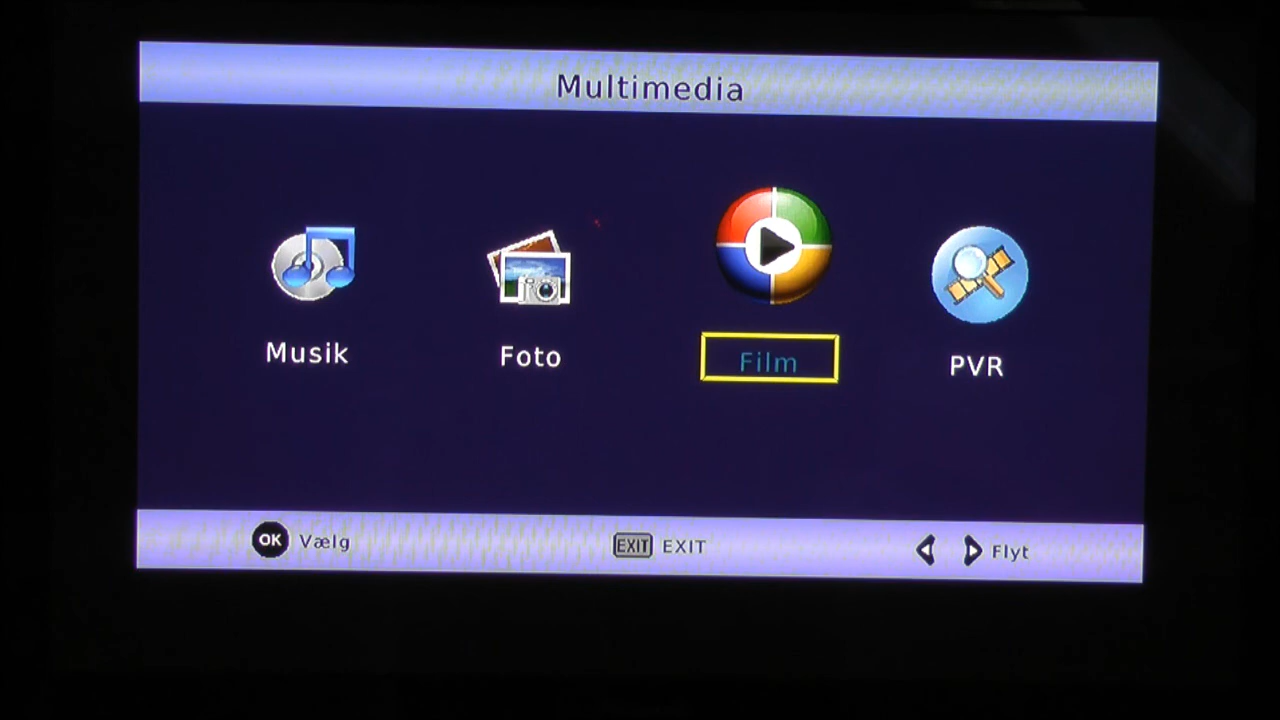 Multimedia
Musik
Foto
Film
PVR
OK Vælg
EXIT EXIT
Flyt